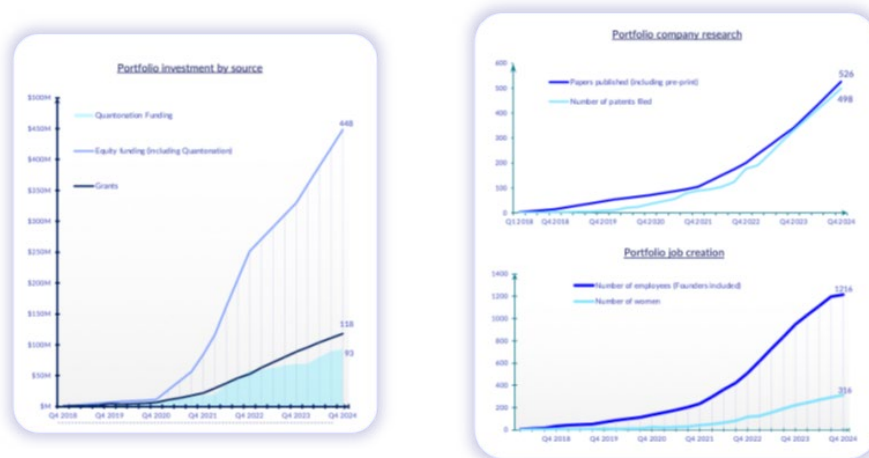 Portfolio investment by source
$500M
Quantonation Funding
$450M
448
$400M
Equity funding (including Quantonation)
$350M
Grants
$300M
$250M
$200M
$150M
118
$100M
93
$50M
$M
Q4 2018 Q4 2019 Q4 2020 Q4 2021 Q4 2022 Q4 2023 Q4 2024
Portfolio company research
600
526
Papers published (including pre-print)
500
498
Number of patents filed
400
300
200
100
0
Q1 2018 Q4 2018 Q4 2019 Q4 2020 Q4 2021 Q4 2022 Q4 2023 Q4 2024
Portfolio job creation
1400
Number of employees (Founders included)
1216
1200
Number of women
1000
800
600
400
316
200
0
Q4 2018 Q4 2019 Q4 2020 Q4 2021 Q4 2022 Q4 2023 Q4 2024